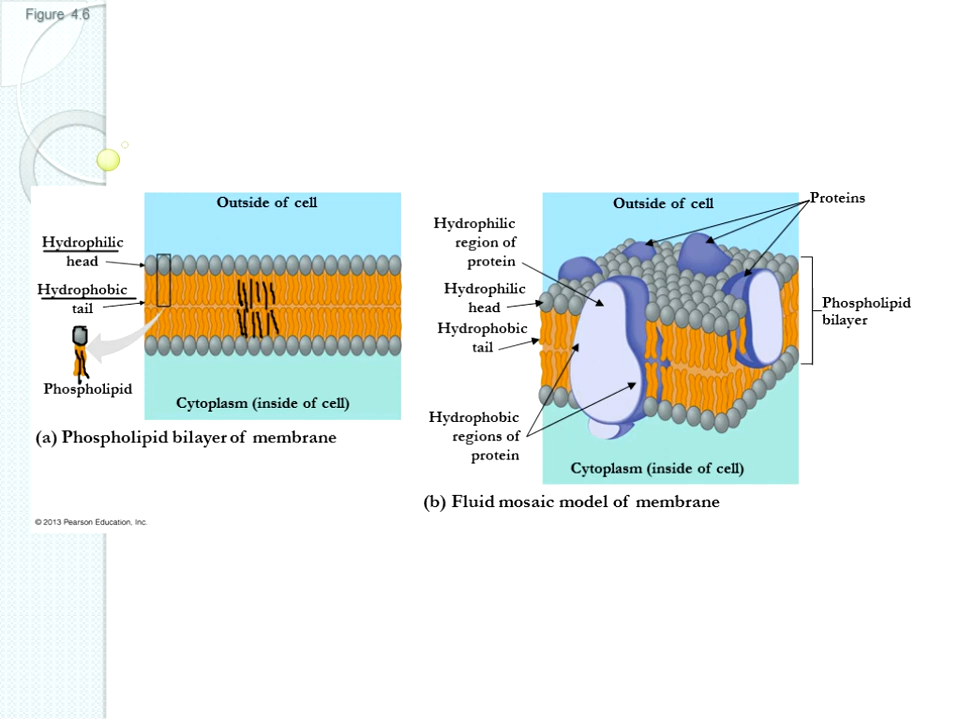 Figure 4.6
Outside of cell
Hydrophilic
head
Hydrophobic
tail
Phospholipid
Cytoplasm (inside of cell)
(a) Phospholipid bilayer of membrane
Outside of cell
Proteins
Hydrophilic
region of
protein
Hydrophilic
head
Hydrophobic
tail
Phospholipid
bilayer
Hydrophobic
regions of
protein
Cytoplasm (inside of cell)
(b) Fluid mosaic model of membrane
© 2013 Pearson Education, Inc.